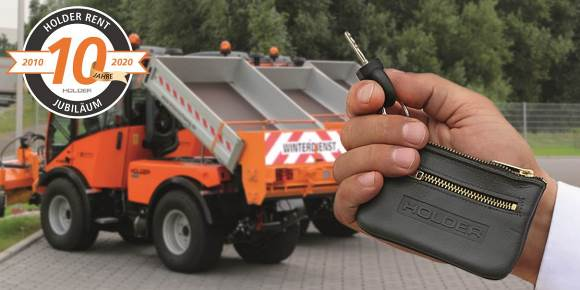 HOLDER RENT
2010 10 2020
JAHRE
HOLDER
JUBILÄUM
WINTERDIENST
HOLDER